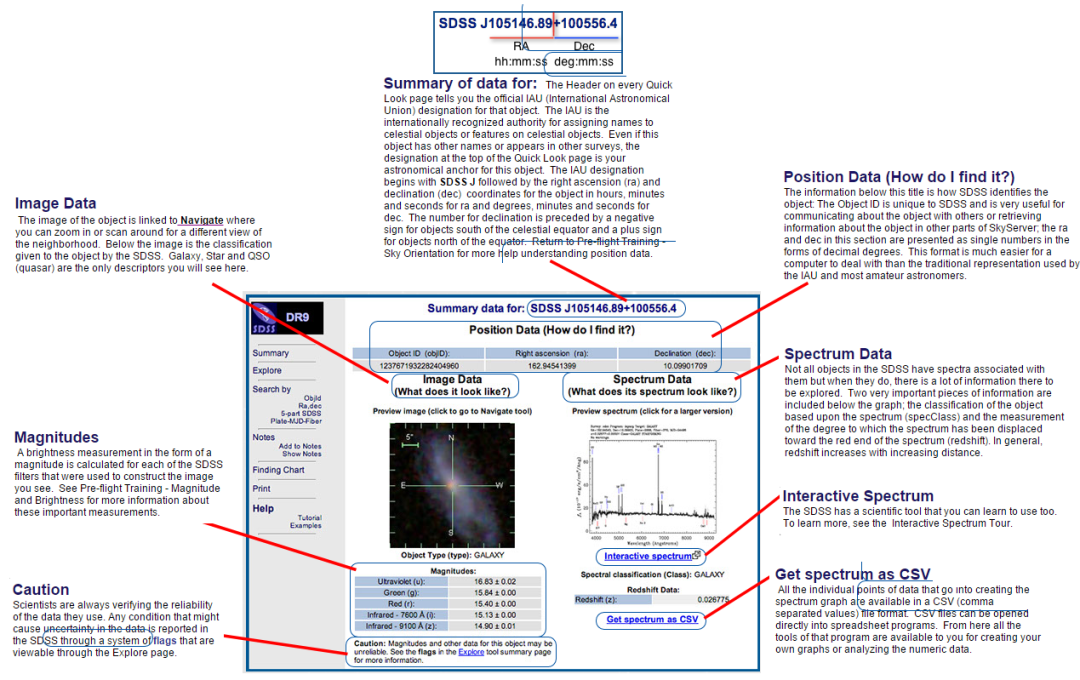 SDSS J105146.89+100556.4
RA Dec
hh:mm:ss deg:mm:ss
Summary of data for: The Header on every Quick
Look page tells you the official IAU (International Astronomical
Union) designation for that object. The IAU is the
internationally recognized authority for assigning names to
celestial objects or features on celestial objects. Even if this
object has other names or appears in other surveys, the
designation at the top of the Quick Look page is your
astronomical anchor for this object. The IAU designation
begins with SDSS J followed by the right ascension (ra) and
declination (dec) coordinates for the object in hours, minutes
and seconds for ra and degrees, minutes and seconds for
dec. The number for declination is preceded by a negative
sign for objects south of the celestial equator and a plus sign
for objects north of the equator. Return to Pre-flight Training -
Sky Orientation for more help understanding position data.
Image Data
The image of the object is linked to Navigate where
you can zoom in or scan around for a different view of
the neighborhood. Below the image is the classification
given to the object by the SDSS. Galaxy, Star and QSO
(quasar) are the only descriptors you will see here.
Position Data (How do I find it?)
The information below this title is how SDSS identifies the
object: The Object ID is unique to SDSS and is very useful for
communicating about the object with others or retrieving
information about the object in other parts of SkyServer; the ra
and dec in this section are presented as single numbers in the
forms of decimal degrees. This format is much easier for a
computer to deal with than the traditional representation used by
the IAU and most amateur astronomers.
Magnitudes
A brightness measurement in the form of a
magnitude is calculated for each of the SDSS
filters that were used to construct the image
you see. See Pre-flight Training - Magnitude
and Brightness for more information about
these important measurements.
Caution
Scientists are always verifying the reliability
of the data they use. Any condition that might
cause uncertainty in the data is reported in
the SDSS through a system of flags that are
viewable through the Explore page.
SDSS
DR9
Summary
Explore
Search by
ObjId
Ra,dec
5-part SDSS
Plate-MJD-Fiber
Notes
Add to Notes
Show Notes
Finding Chart
Print
Help
Tutorial
Examples
Summary data for: SDSS J105146.89+100556.4
Position Data (How do I find it?)
Object ID (objID): Right ascension (ra): Declination (dec):
1237671932282404960 162.94541399 10.09901709
Image Data
(What does it look like?)
Preview image (click to go to Navigate tool)
5"
N
E W
S
Object Type (type): GALAXY
Magnitudes:
Ultraviolet (u): 16.83 ± 0.02
Green (g): 15.84 ± 0.00
Red (r): 15.40 ± 0.00
Infrared - 7600 Å (i): 15.13 ± 0.00
Infrared - 9100 Å (z): 14.90 ± 0.01
Caution: Magnitudes and other data for this object may be
unreliable. See the flags in the Explore tool summary page
for more information.
Spectrum Data
(What does its spectrum look like?)
Preview spectrum (click for a larger version)
60
40
20
0
4000 5000 6000 7000 8000 9000
Wavelength (Angstroms)
Interactive spectrum
Spectral classification (Class): GALAXY
Redshift Data:
Redshift (z): 0.026775
Get spectrum as CSV
Spectrum Data
Not all objects in the SDSS have spectra associated with
them but when they do, there is a lot of information there to
be explored. Two very important pieces of information are
included below the graph; the classification of the object
based upon the spectrum (specClass) and the measurement
of the degree to which the spectrum has been displaced
toward the red end of the spectrum (redshift). In general,
redshift increases with increasing distance.
Interactive Spectrum
The SDSS has a scientific tool that you can learn to use too.
To learn more, see the Interactive Spectrum Tour.
Get spectrum as CSV
All the individual points of data that go into creating the
spectrum graph are available in a CSV (comma
separated values) file format. CSV files can be opened
directly into spreadsheet programs. From here all the
tools of that program are available to you for creating your
own graphs or analyzing the numeric data.